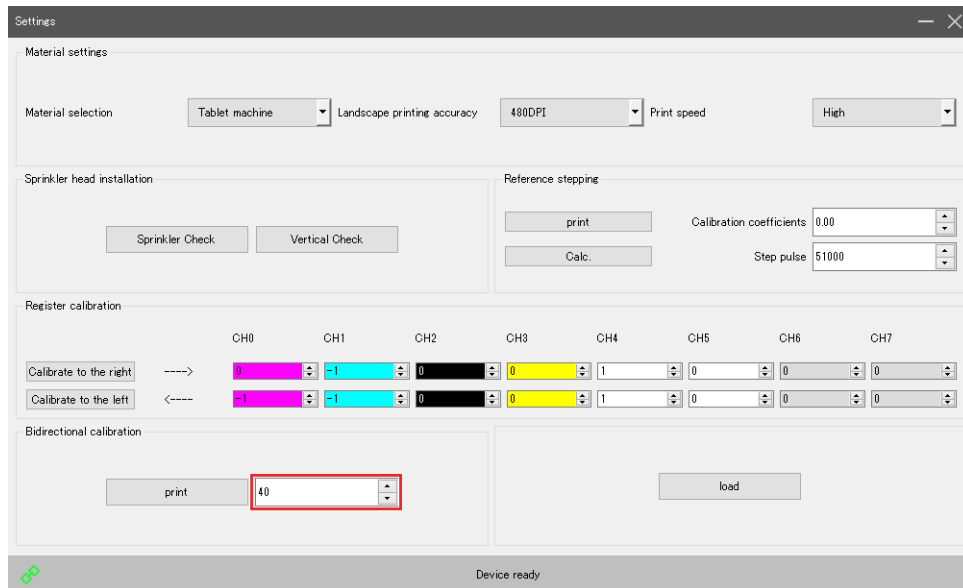 Settings
Material settings
Material selection Tablet machine Landscape printing accuracy 480DPI Print speed High
Sprinkler head installation Reference stepping
Sprinkler Check Vertical Check
print Calibration coefficients 0.00
Calc. Step pulse 51000
Register calibration
CH0 CH1 CH2 CH3 CH4 CH5 CH6 CH7
Calibrate to the right ----> 0 -1 0 0 1 0 0 0
Calibrate to the left <---- -1 -1 0 0 1 0 0 0
Bidirectional calibration
print 40 load
Device ready